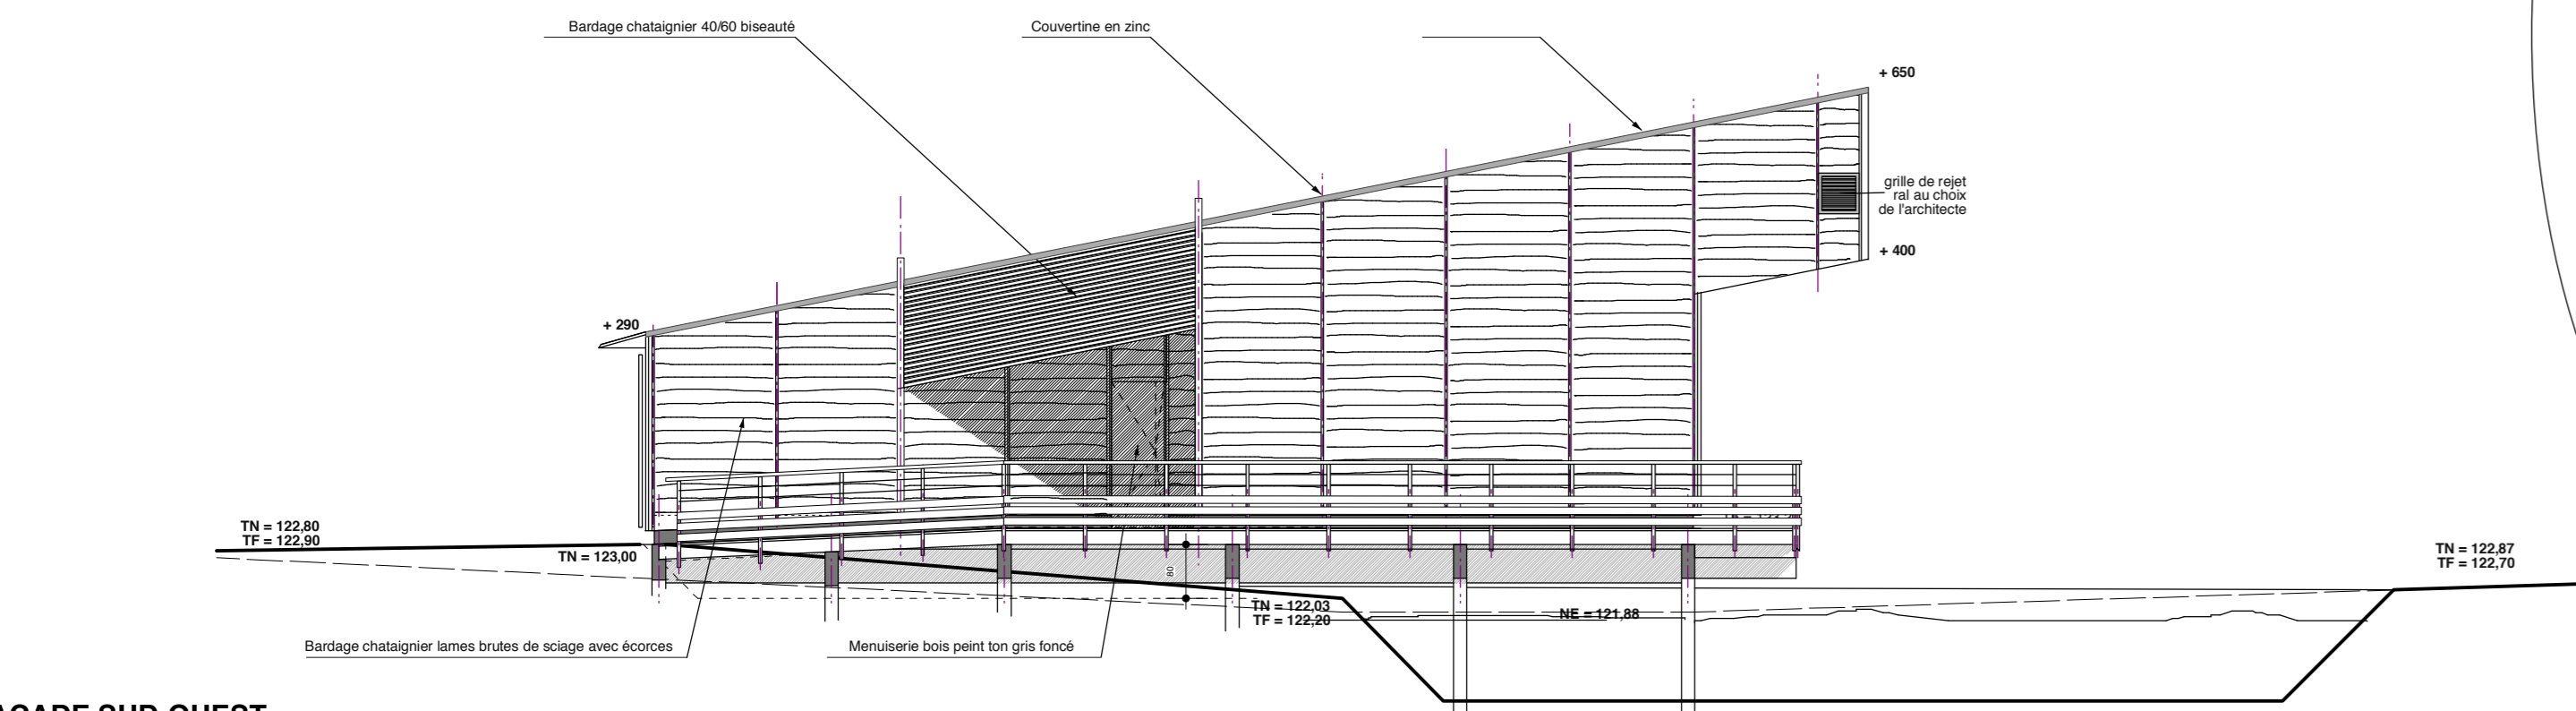 Bardage chataignier 40/60 biseauté
Couvertine en zinc
+ 650
grille de rejet
ral au choix
de l'architecte
+ 400
+ 290
TN = 122,80
TF = 122,90
TN = 123,00
80
TN = 122,03
TF = 122,20
NE = 121,88
TN = 122,87
TF = 122,70
Bardage chataignier lames brutes de sciage avec écorces
Menuiserie bois peint ton gris foncé
SUD-OUEST